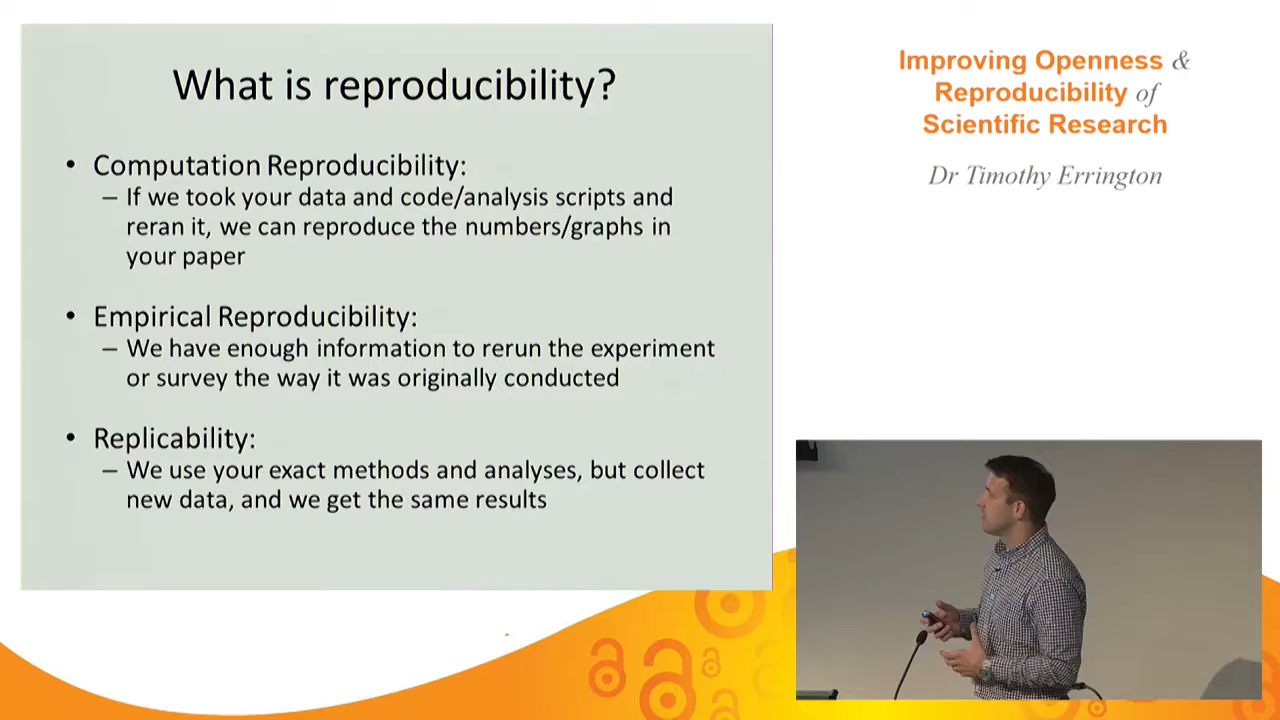 What is reproducibility?
• Computation Reproducibility:
– If we took your data and code/analysis scripts and
reran it, we can reproduce the numbers/graphs in
your paper
• Empirical Reproducibility:
– We have enough information to rerun the experiment
or survey the way it was originally conducted
• Replicability:
– We use your exact methods and analyses, but collect
new data, and we get the same results
Improving Openness &
Reproducibility of
Scientific Research
Dr Timothy Errington